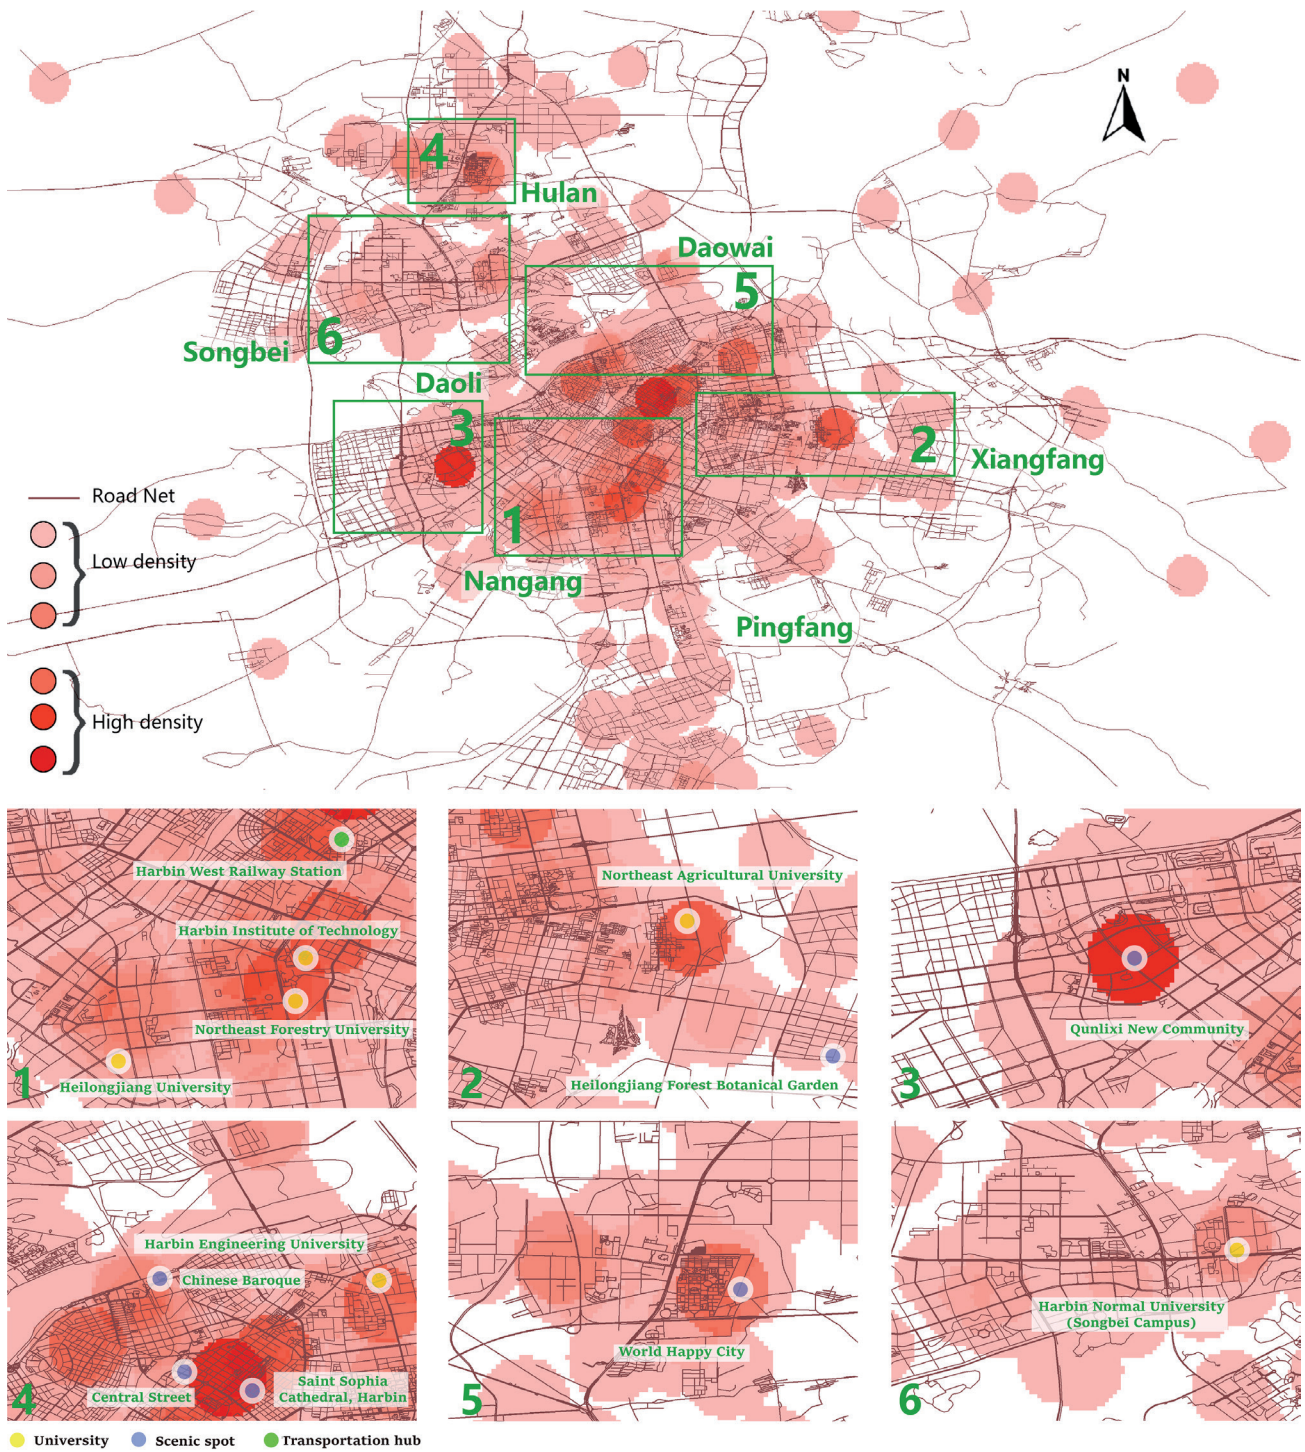 N
4
Hulan
Daowai
5
6
Songbei
Daoli
3
2
Xiangfang
1
Nangang
Pingfang
Road Net
Low density
High density
Harbin West Railway Station
Harbin Institute of Technology
Northeast Forestry University
Heilongjiang University
1
Northeast Agricultural University
Heilongjiang Forest Botanical Garden
2
Qunlixi New Community
3
Harbin Engineering University
Chinese Baroque
Central Street
Saint Sophia
Cathedral, Harbin
4
World Happy City
5
Harbin Normal University
(Songbei Campus)
6
University
Scenic spot
Transportation hub